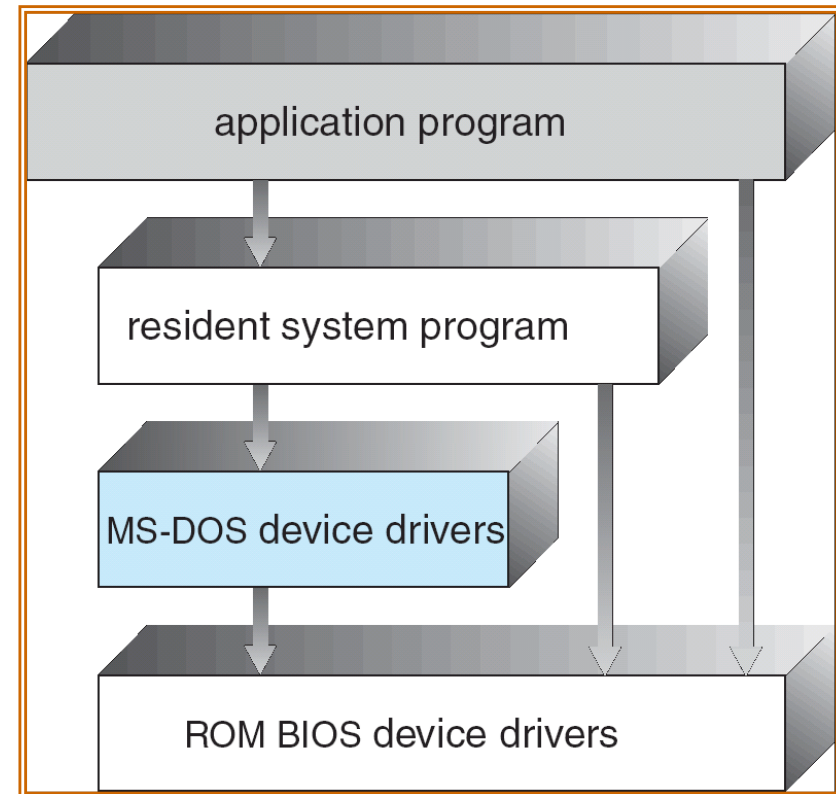 application program
resident system program
MS-DOS device drivers
ROM BIOS device drivers